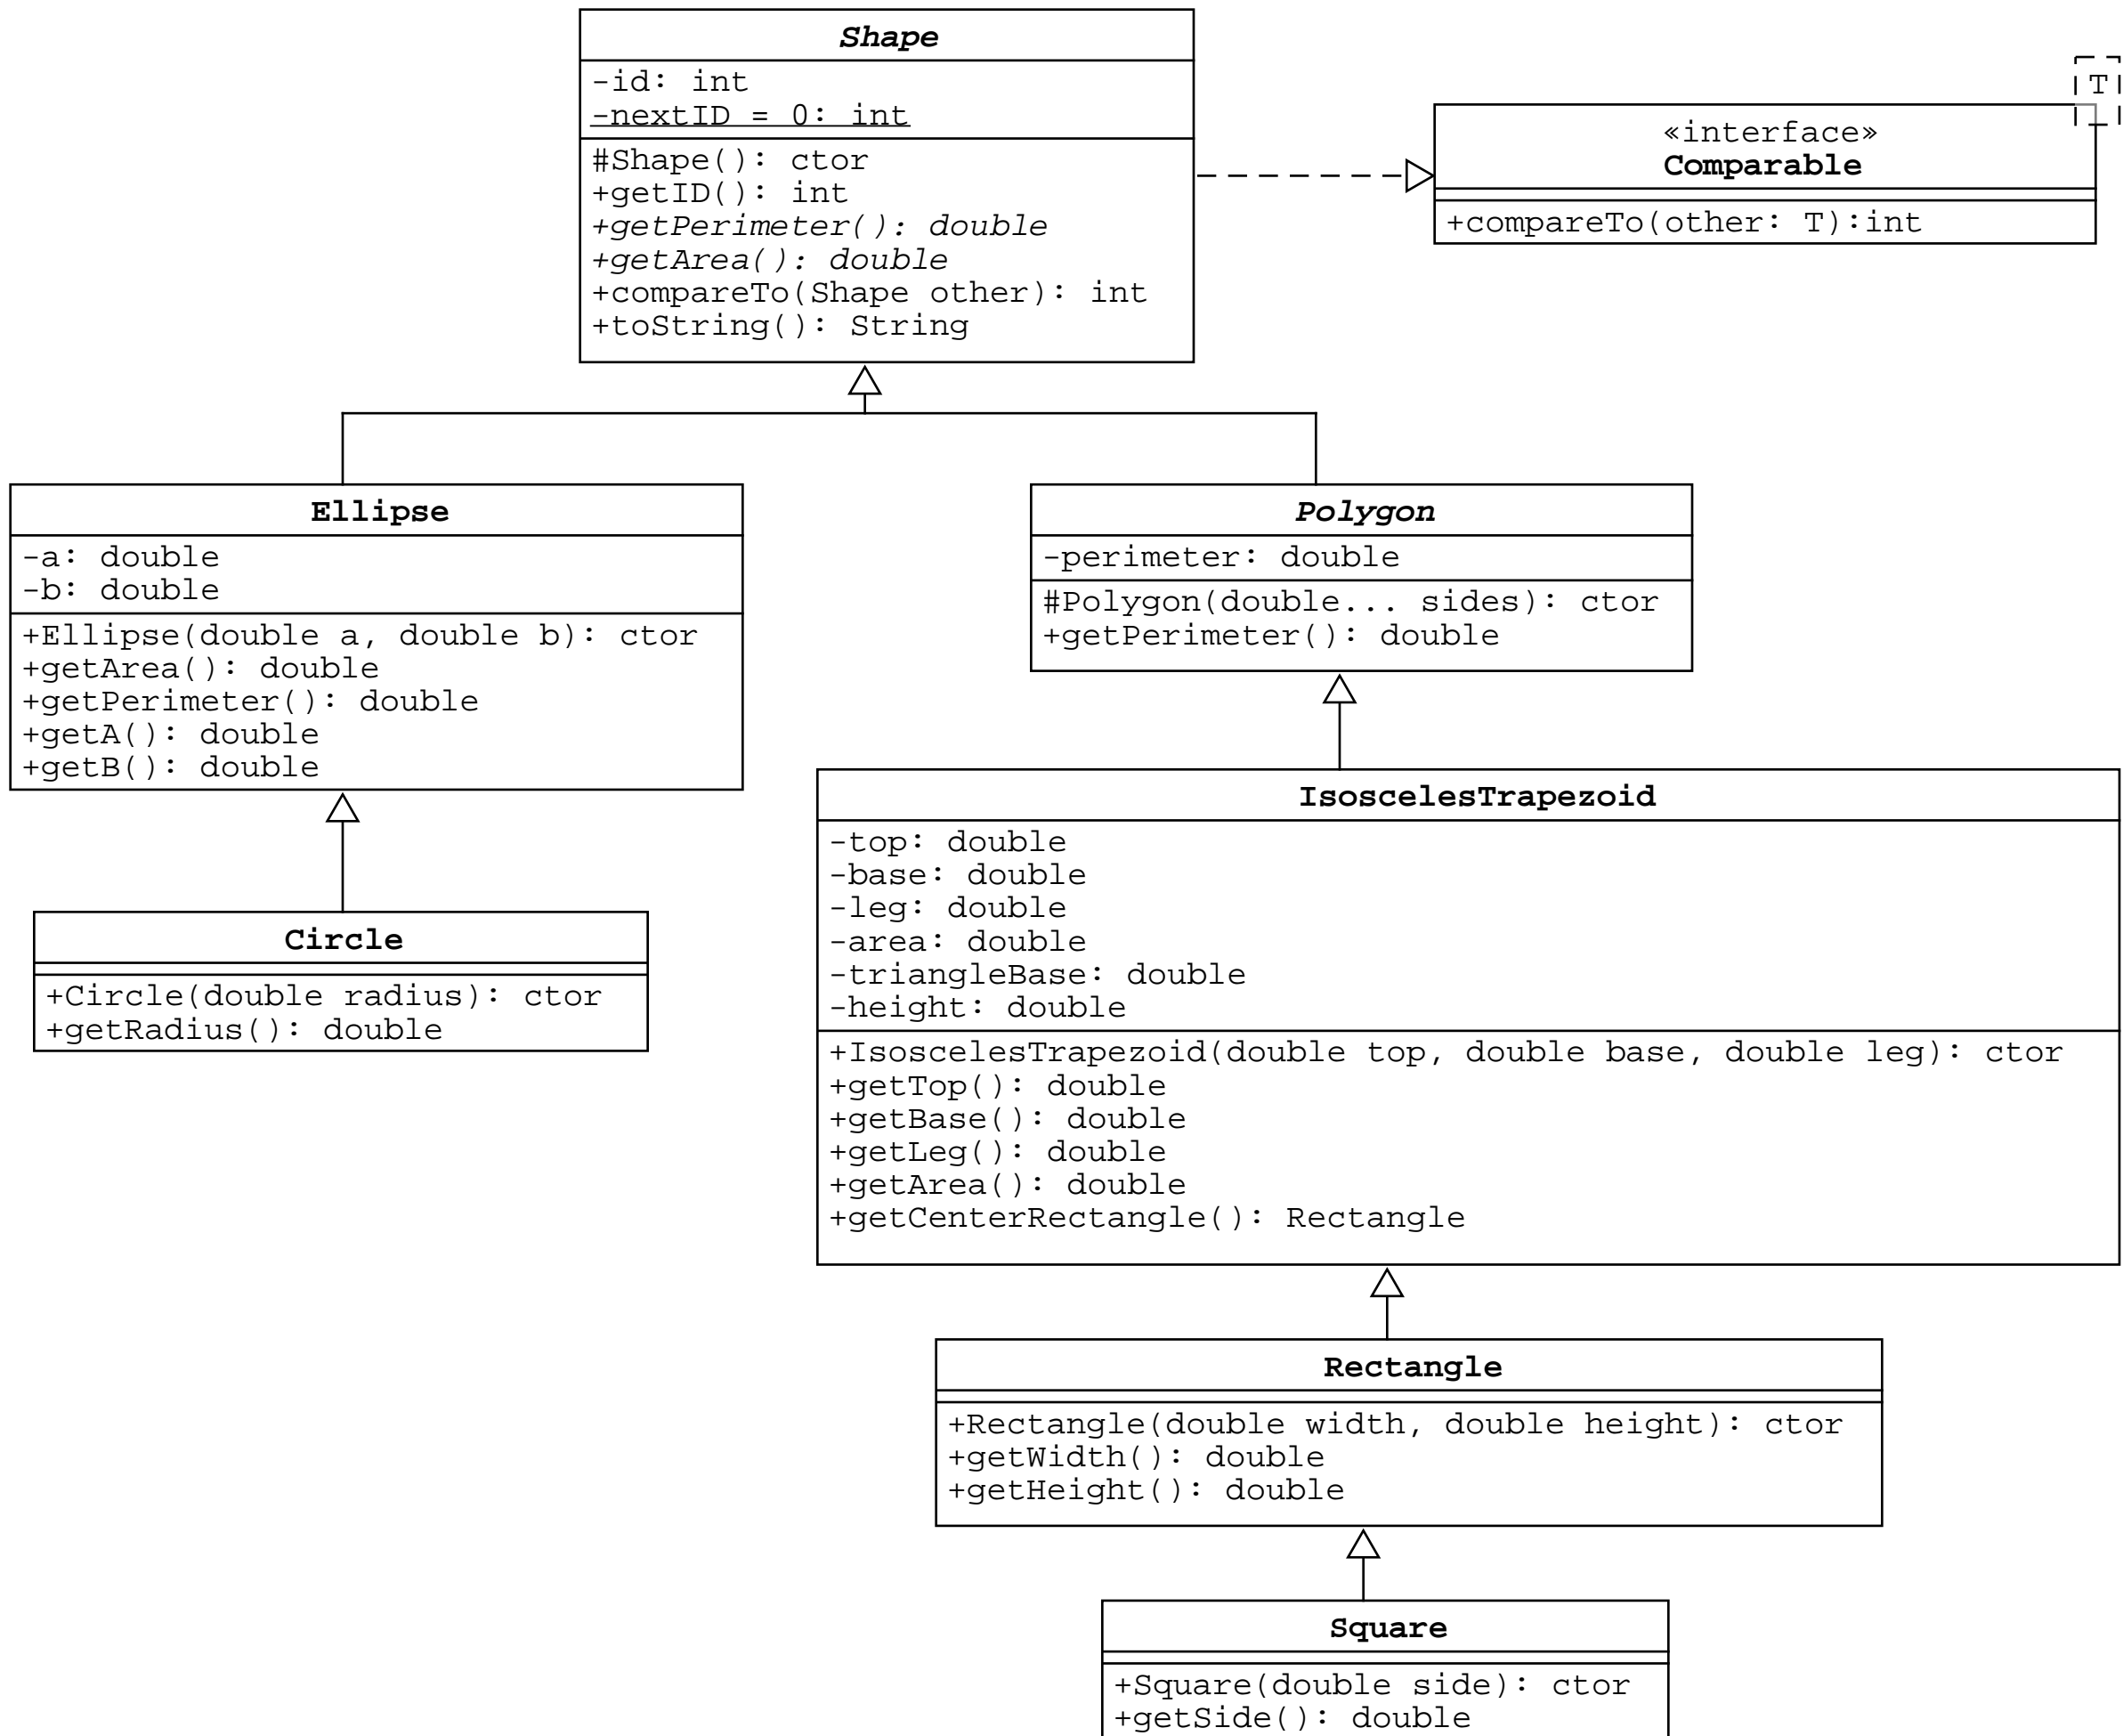 Shape
-id: int
-nextID = 0: int
#Shape(): ctor
+getID(): int
+getPerimeter(): double
+getArea(): double
+compareTo(Shape other): int
+toString(): String
T
«interface»
Comparable
+compareTo(other: T):int
Ellipse
-a: double
-b: double
+Ellipse(double a, double b): ctor
+getArea(): double
+getPerimeter(): double
+getA(): double
+getB(): double
Polygon
-perimeter: double
#Polygon(double... sides): ctor
+getPerimeter(): double
Circle
+Circle(double radius): ctor
+getRadius(): double
IsoscelesTrapezoid
-top: double
-base: double
-leg: double
-area: double
-triangleBase: double
-height: double
+IsoscelesTrapezoid(double top, double base, double leg): ctor
+getTop(): double
+getBase(): double
+getLeg(): double
+getArea(): double
+getCenterRectangle(): Rectangle
Rectangle
+Rectangle(double width, double height): ctor
+getWidth(): double
+getHeight(): double
Square
+Square(double side): ctor
+getSide(): double